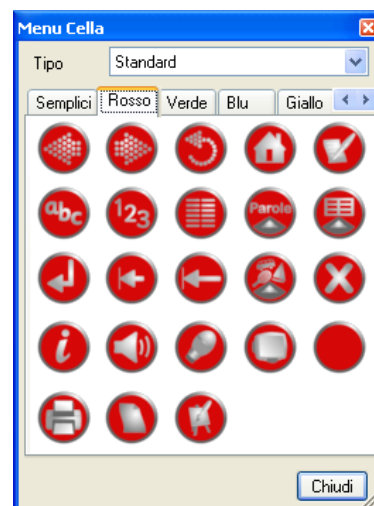 Menu Cella
Tipo Standard
Semplici Rosso Verde Blu Giallo
abc 123 Parole
i
Chiudi